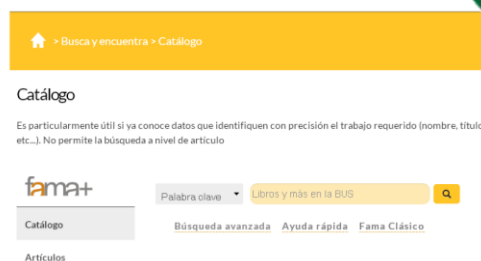 > Busca y encuentra > Catálogo
Catálogo
Es particularmente útil si ya conoce datos que identifiquen con precisión el trabajo requerido (nombre, título
etc...). No permite la búsqueda a nivel de artículo
fama+
Palabra clave Libros y más en la BUS
Catálogo
Búsqueda avanzada Ayuda rápida Fama Clásico
Artículos